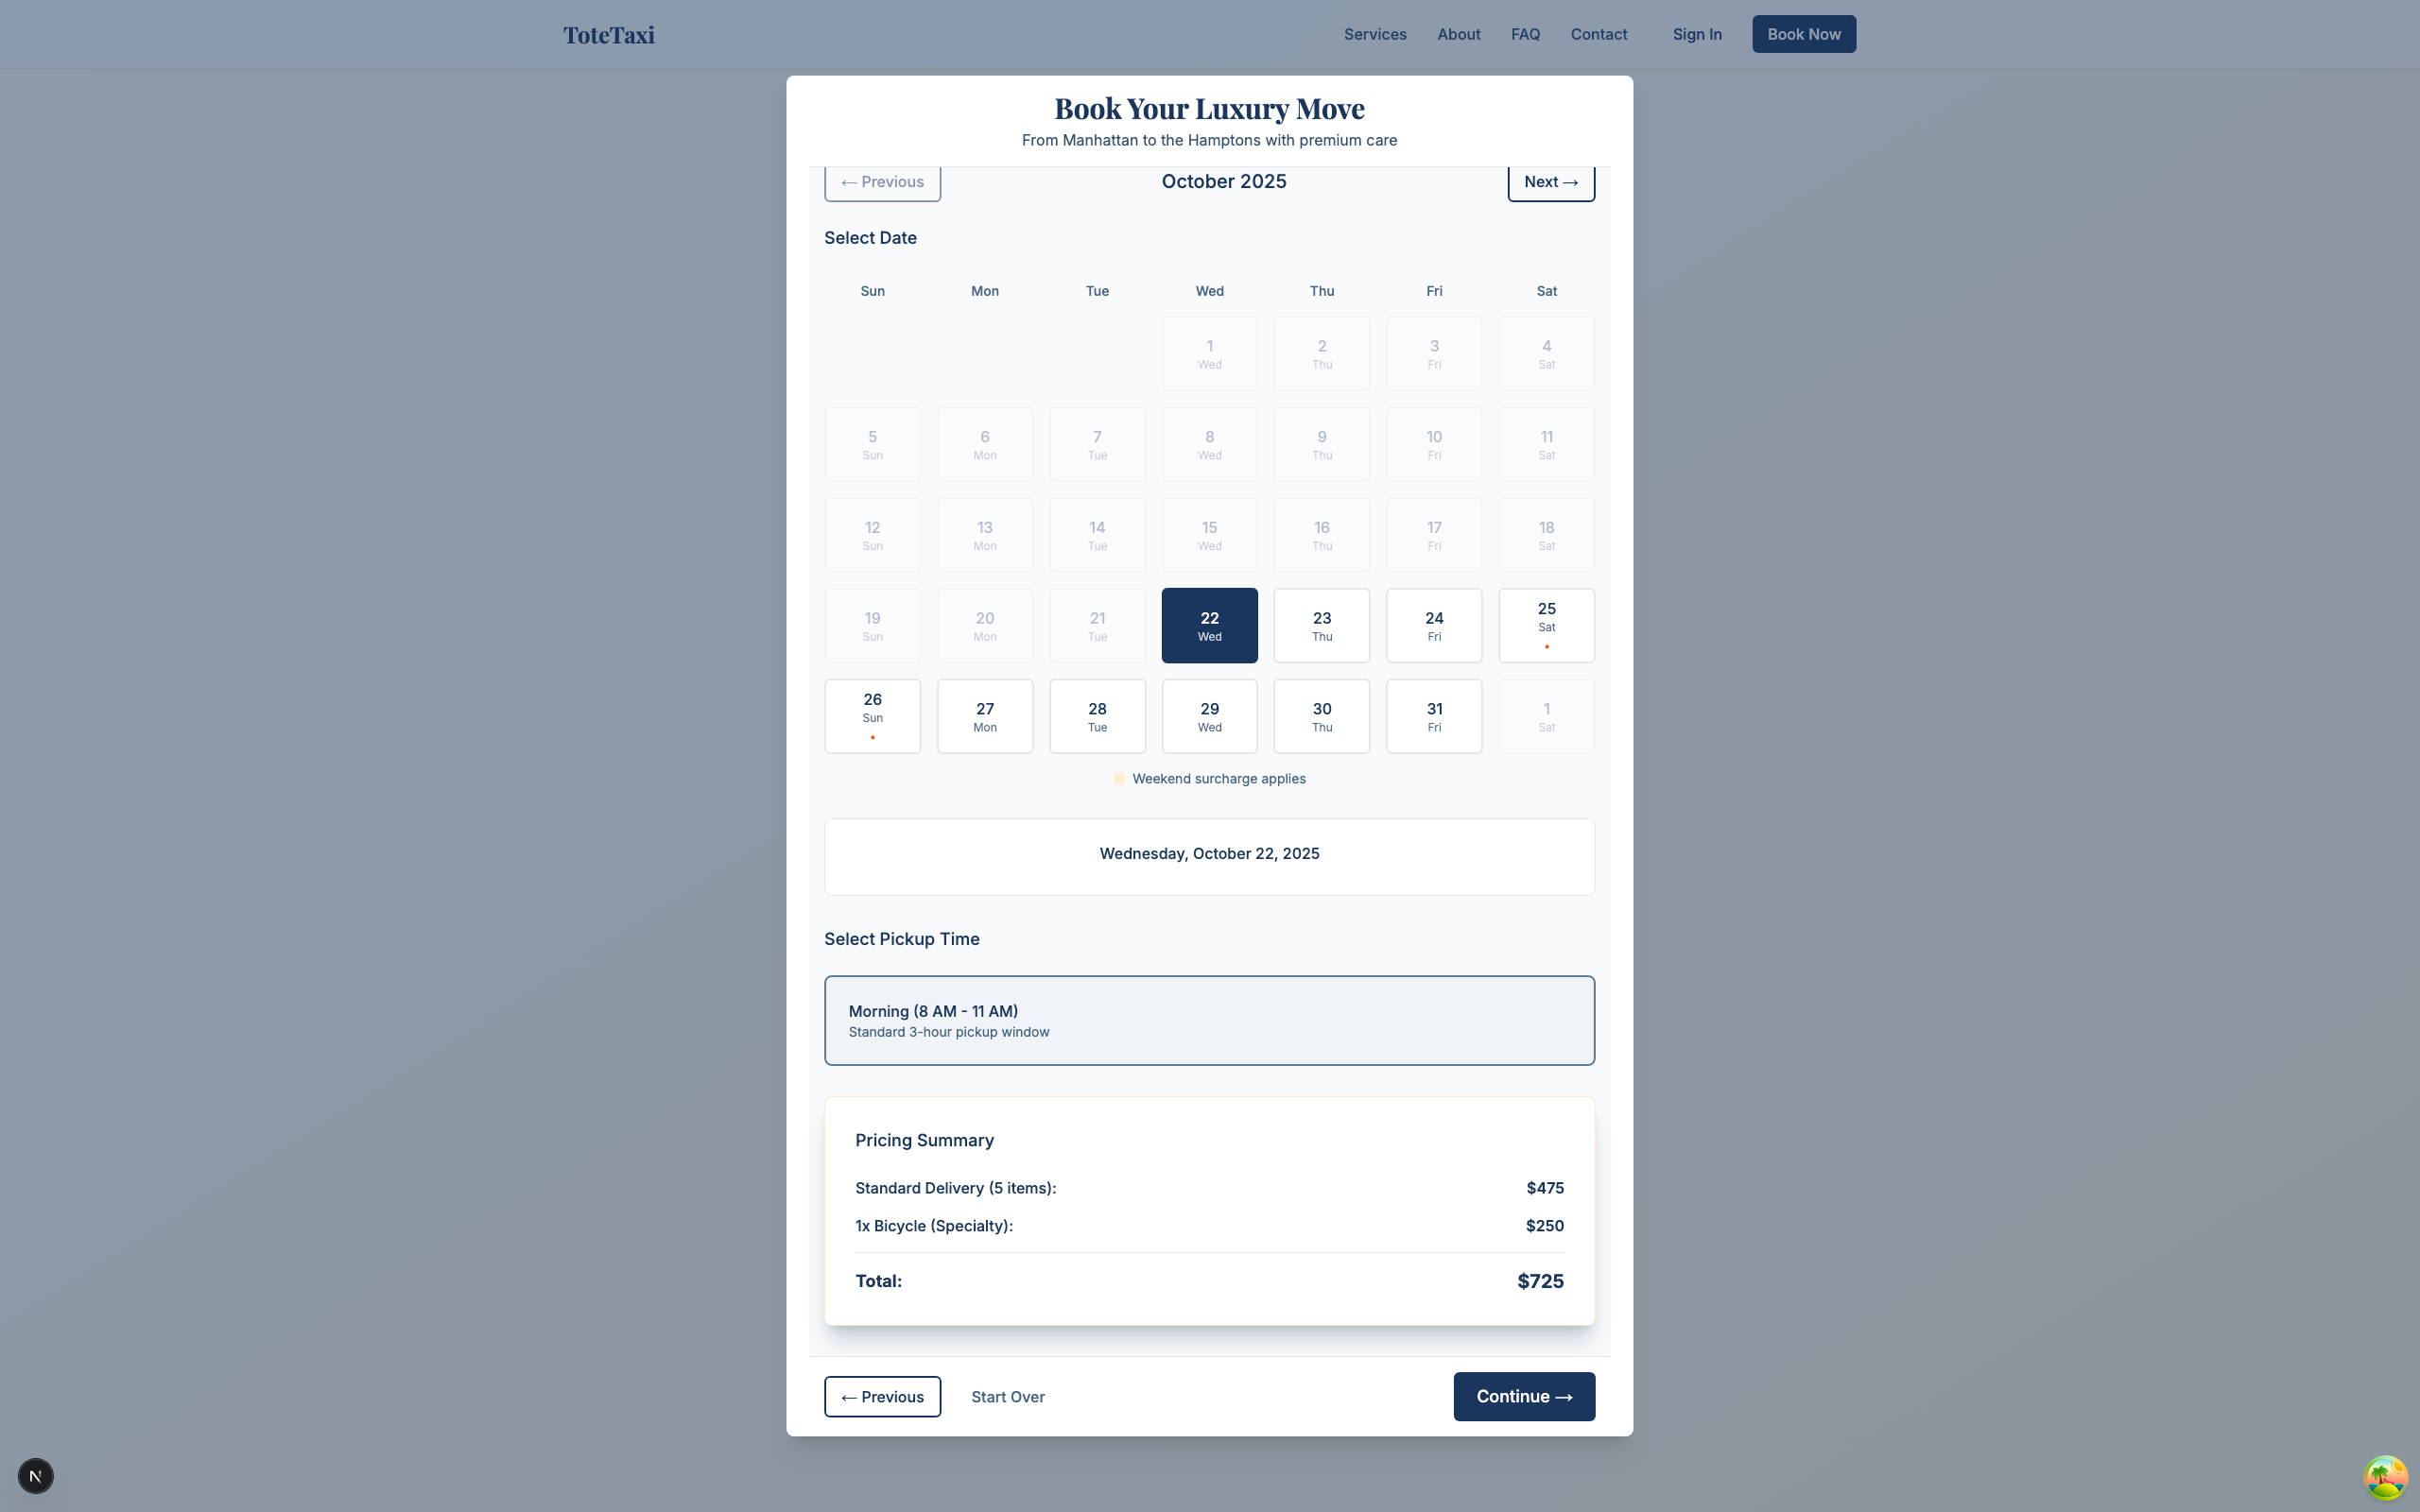 ToteTaxi
Services About FAQ Contact Sign In Book Now
Book Your Luxury Move
From Manhattan to the Hamptons with premium care
← Previous October 2025 Next →
Select Date
Sun Mon Tue Wed Thu Fri Sat
1 2 3 4
Wed Thu Fri Sat
5 6 7 8 9 10 11
Sun Mon Tue Wed Thu Fri Sat
12 13 14 15 16 17 18
Sun Mon Tue Wed Thu Fri Sat
19 20 21 22 23 24 25
Sun Mon Tue Wed Thu Fri Sat
26 27 28 29 30 31 1
Sun Mon Tue Wed Thu Fri Sat
Weekend surcharge applies
Wednesday, October 22, 2025
Select Pickup Time
Morning (8 AM - 11 AM)
Standard 3-hour pickup window
Pricing Summary
Standard Delivery (5 items): $475
1x Bicycle (Specialty): $250
Total: $725
← Previous Start Over Continue →
N